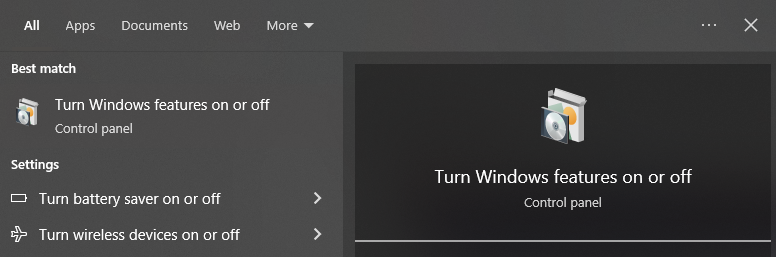 All Apps Documents Web More
Best match
Turn Windows features on or off
Control panel
Settings
Turn battery saver on or off
Turn wireless devices on or off
Turn Windows features on or off
Control panel